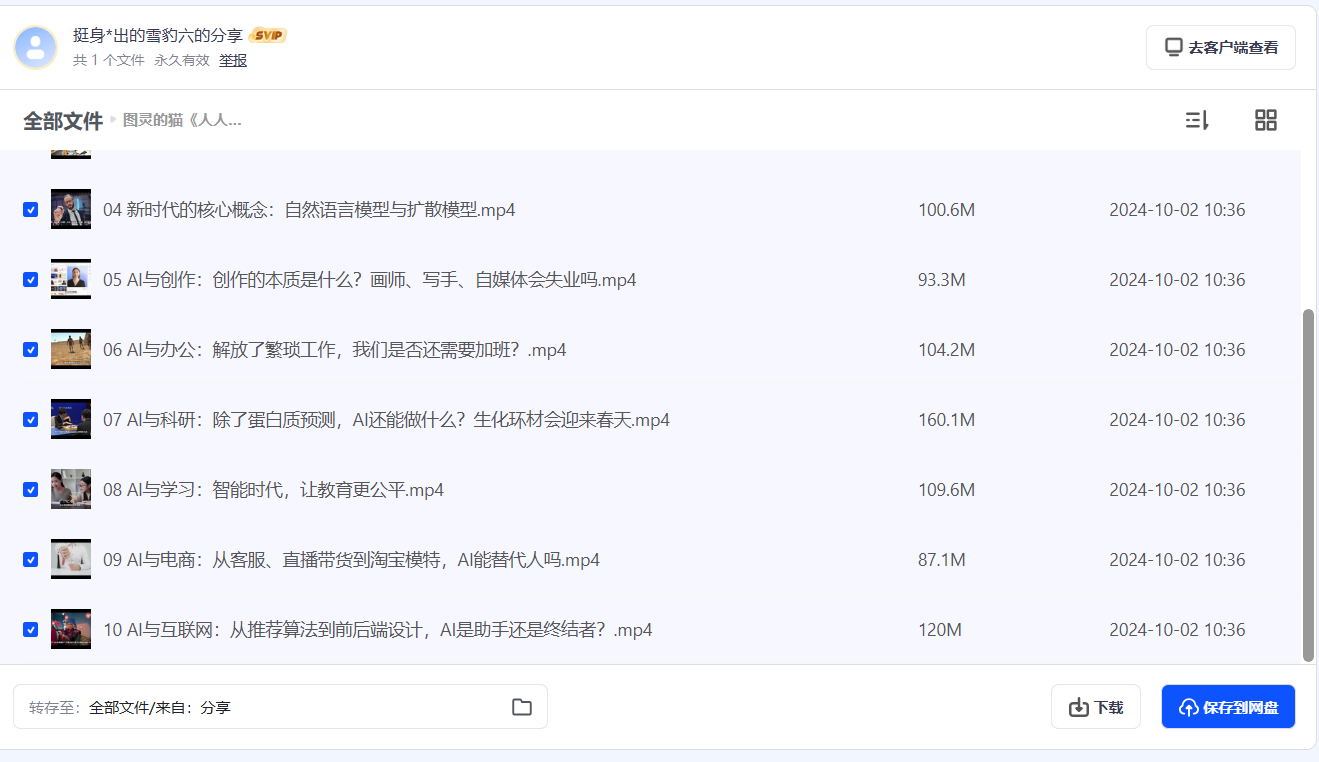 挺身*出的雪豹六的分享 SVIP
共 1 个文件 永久有效 举报
去客户端查看
全部文件 图灵的猫《人人...
04 新时代的核心概念：自然语言模型与扩散模型.mp4 100.6M 2024-10-02 10:36
05 AI与创作：创作的本质是什么？画师、写手、自媒体会失业吗.mp4 93.3M 2024-10-02 10:36
06 AI与办公：解放了繁琐工作，我们是否还需要加班？.mp4 104.2M 2024-10-02 10:36
07 AI与科研：除了蛋白质预测，AI还能做什么？生化环材会迎来春天.mp4 160.1M 2024-10-02 10:36
08 AI与学习：智能时代，让教育更公平.mp4 109.6M 2024-10-02 10:36
09 AI与电商：从客服、直播带货到淘宝模特，AI能替代人吗.mp4 87.1M 2024-10-02 10:36
10 AI与互联网：从推荐算法到前后端设计，AI是助手还是终结者？.mp4 120M 2024-10-02 10:36
转存至：全部文件/来自：分享 下载 保存到网盘